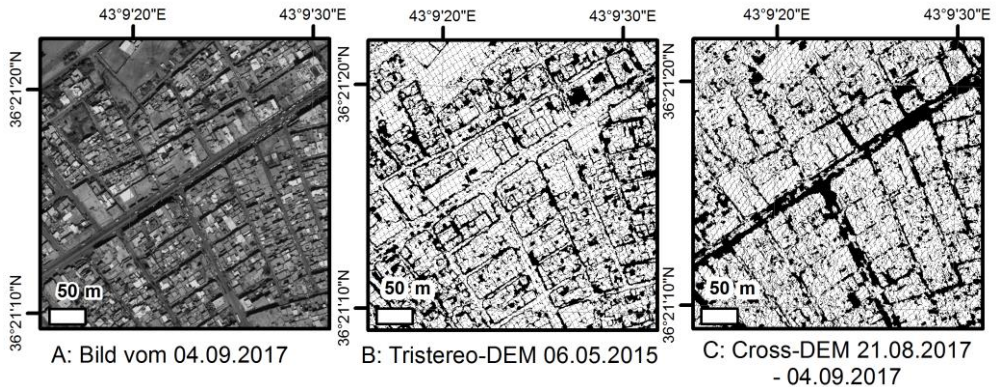 43°9'20"E 43°9'30"E 43°9'20"E 43°9'30"E 43°9'20"E 43°9'30"E
36°21'20"N
36°21'10"N
50 m
A: Bild vom 04.09.2017
36°21'20"N
36°21'10"N
50 m
B: Tristereo-DEM 06.05.2015
36°21'20"N
36°21'10"N
50 m
C: Cross-DEM 21.08.2017
- 04.09.2017